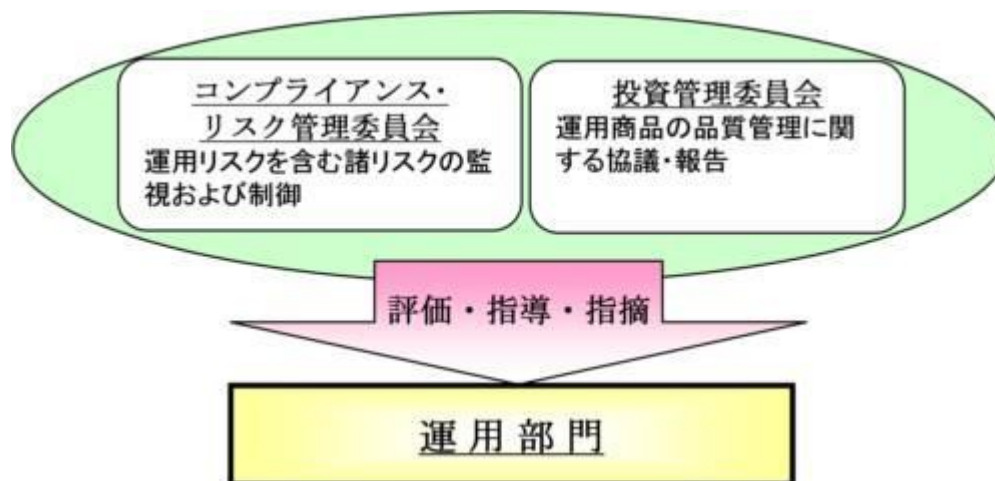 コンプライアンス・
リスク管理委員会
運用リスクを含む諸リスクの監
視および制御
投資管理委員会
運用商品の品質管理に関
する協議・報告
評価・指導・指摘
運用部門